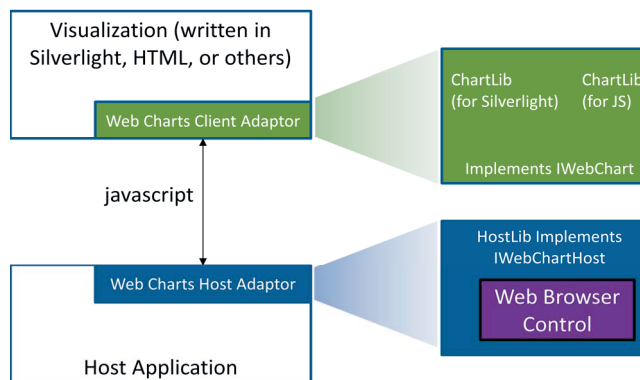 Visualization (written in
Silverlight, HTML, or others)
Web Charts Client Adaptor
ChartLib
(for Silverlight)
ChartLib
(for JS)
Implements IWebChart
javascript
Web Charts Host Adaptor
Host Application
HostLib Implements
IWebChartHost
Web Browser
Control